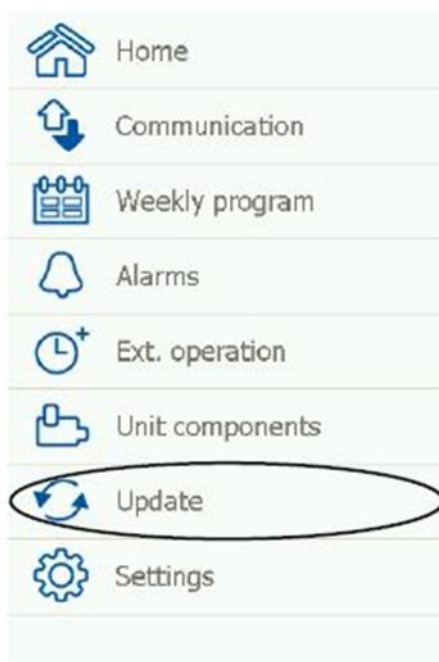 Home
Communication
Weekly program
Alarms
Ext. operation
Unit components
Update
Settings